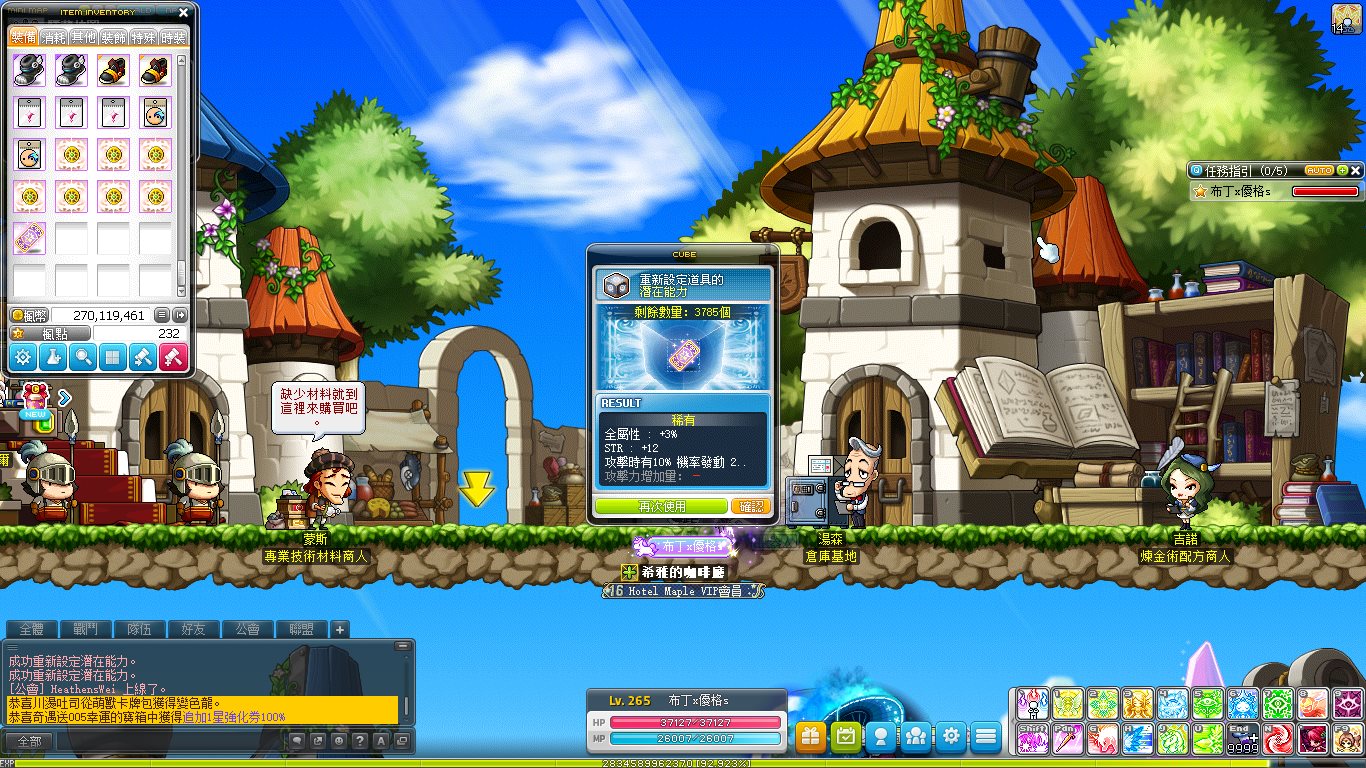 ITEM INVENTORY
裝備 消耗 其他 裝飾 特殊 時裝
楓幣 270,119,461
楓點 232
NEW
缺少材料就到
這裡來購買吧
。
CUBE
重新設定道具的
潛在能力
剩餘數量: 3785個
RESULT
稀有
全屬性 : +3%
STR : +12
攻擊時有10% 機率發動 2..
攻擊力增加量: －
再次使用 確認
任務指引 (0/5) AUTO
布丁x優格s
蒙斯
專業技術材料商人
布丁x優格s
希雅的咖啡廳
16 Hotel Maple VIP會員
湯森
倉庫基地
吉諾
煉金術配方商人
全體 戰鬥 隊伍 好友 公會 聯盟 +
成功重新設定潛在能力。
成功重新設定潛在能力。
[公會] HeathensWei 上線了。
恭喜川湯吐司從萌獸卡牌包獲得變色龍。
恭喜奇遇送005幸運的寶箱中獲得追加1星強化券100%
全部
Lv. 265 布丁x優格s
HP 37127/37127
MP 26007/26007
Shift Pdn End 9999
EXP 2834589962370 [92.923%]